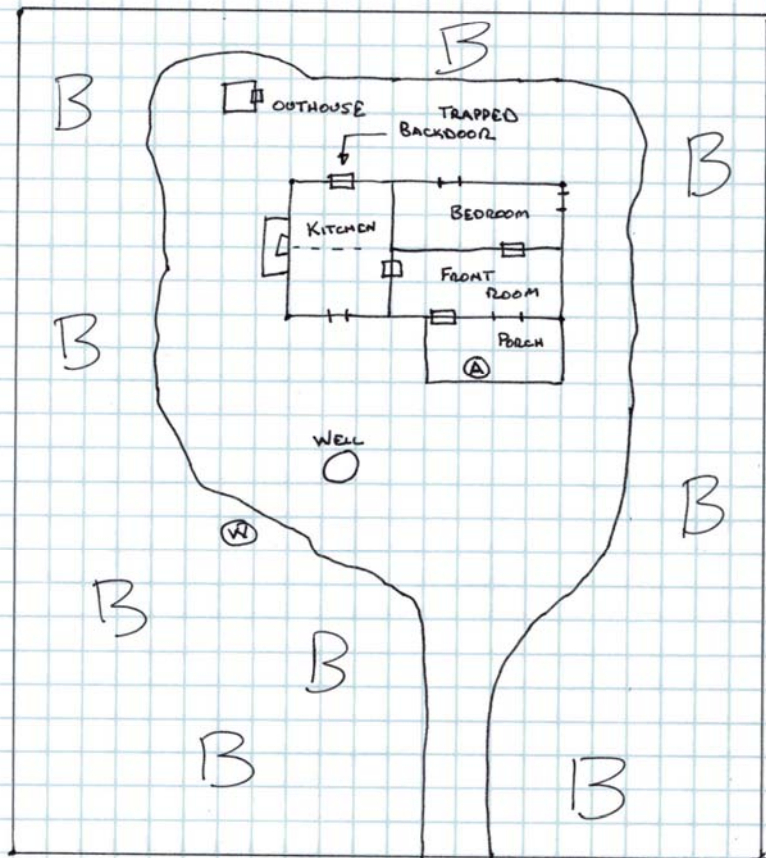 B
B
OUTHOUSE
TRAPPED
BACKDOOR
B
BEDROOM
KITCHEN
FRONT
ROOM
PORCH
A
B
WELL
B
W
B
B
B
B